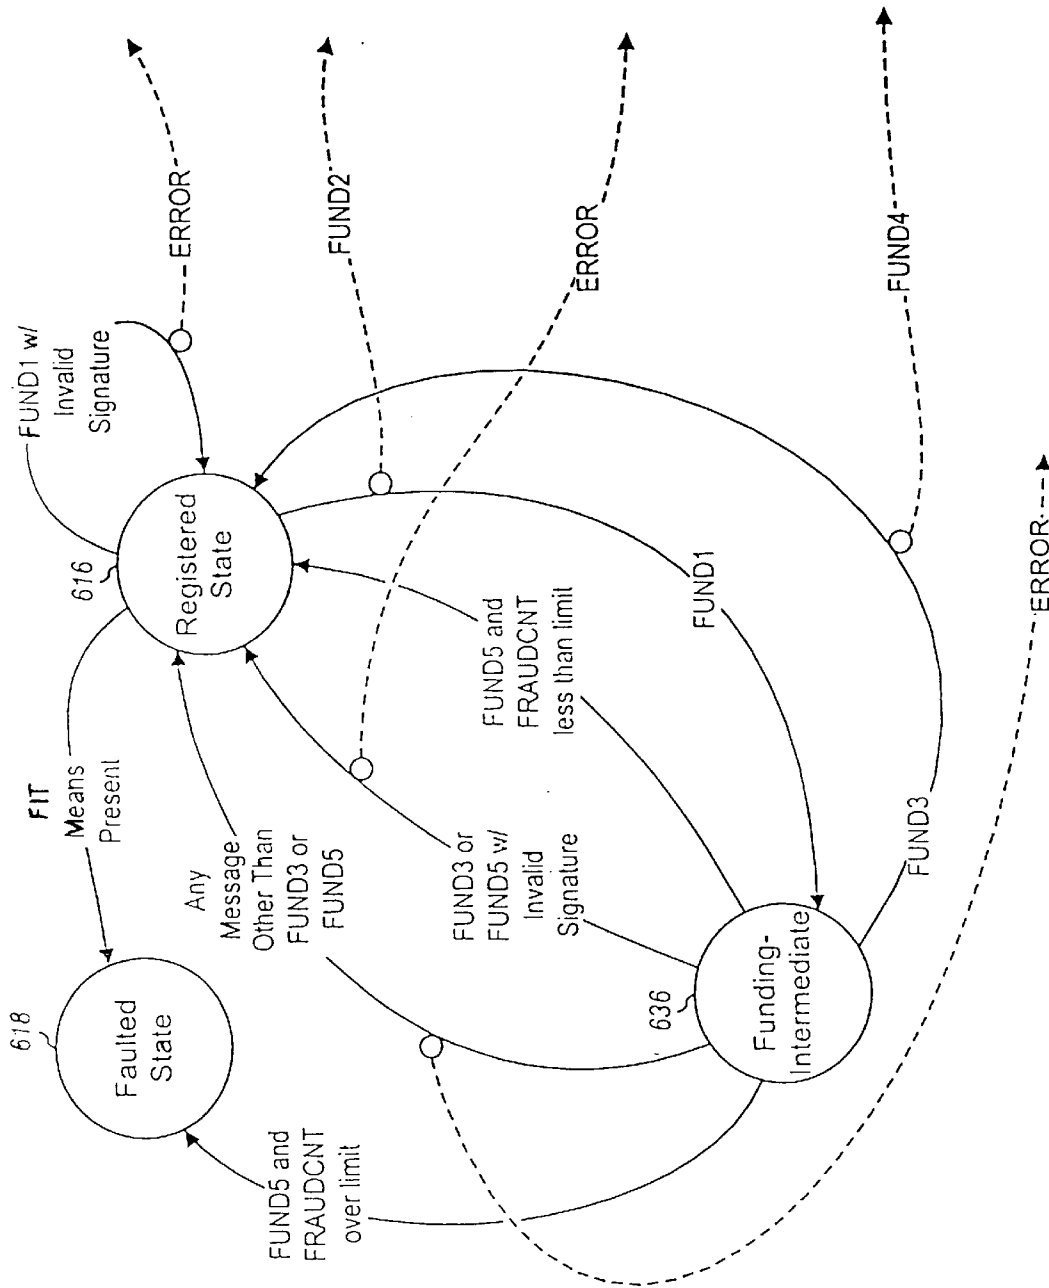 ERROR
FUND2
ERROR
FUND4
FUND1 w/
Invalid
Signature
616
Registered
State
FIT
Means
Present
FUND5 and
FRAUDCNT
less than limit
FUND1
Any
Message
Other Than
FUND3 or
FUND5
FUND3 or
FUND5 w/
Invalid
Signature
FUND3
ERROR
618
Faulted
State
636
Funding-
Intermediate
FUND5 and
FRAUDCNT
over limit